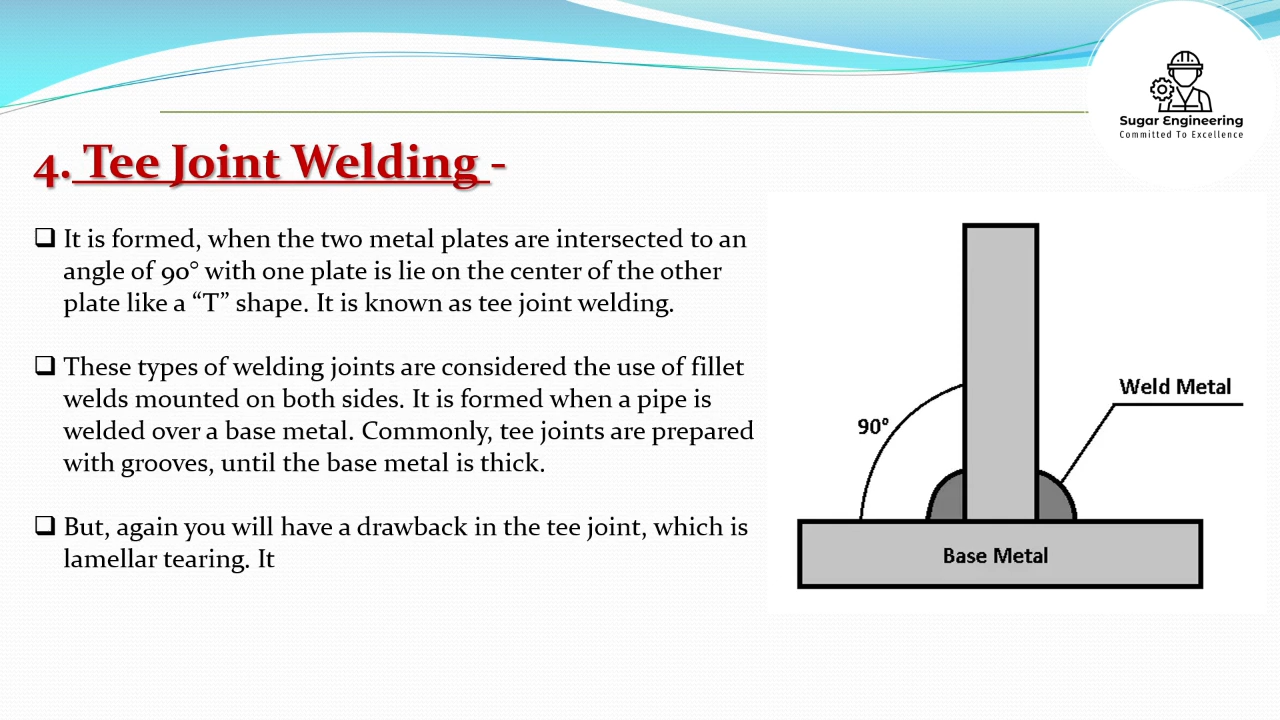 Sugar Engineering
Committed To Excellence
4. Tee Joint Welding -
It is formed, when the two metal plates are intersected to an
angle of 90° with one plate is lie on the center of the other
plate like a “T” shape. It is known as tee joint welding.
These types of welding joints are considered the use of fillet
welds mounted on both sides. It is formed when a pipe is
welded over a base metal. Commonly, tee joints are prepared
with grooves, until the base metal is thick.
But, again you will have a drawback in the tee joint, which is
lamellar tearing. It
Weld Metal
90°
Base Metal